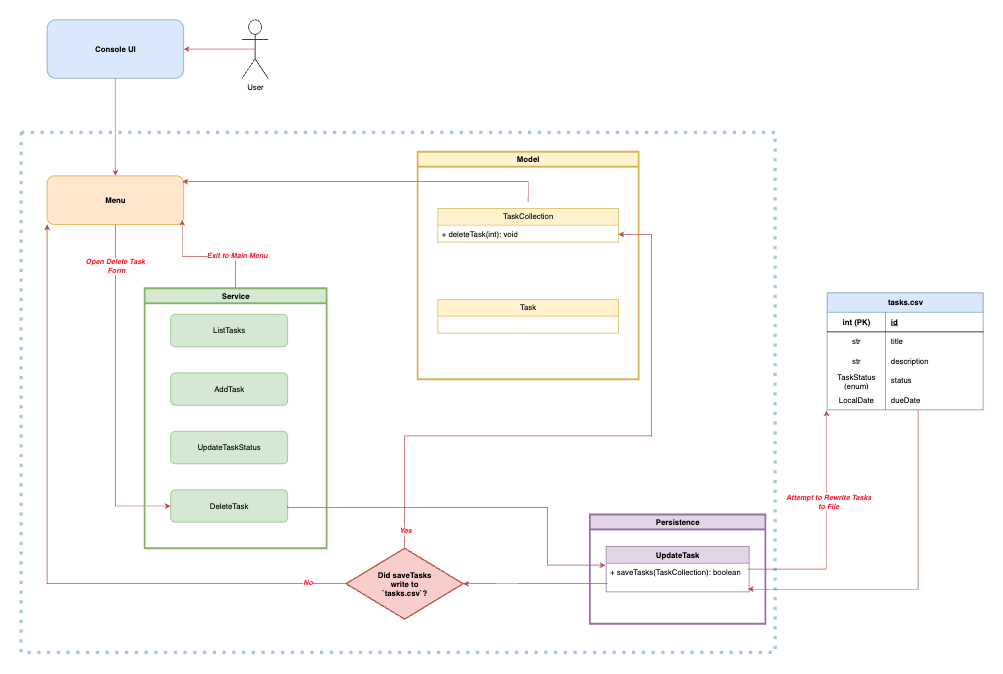 Console UI
User
Model
Menu
TaskCollection
+ deleteTask(int): void
Open Delete Task
Form
Exit to Main Menu
Service
ListTasks
AddTask
UpdateTaskStatus
DeleteTask
Task
tasks.csv
int (PK) id
str title
str description
TaskStatus
(enum) status
LocalDate dueDate
Attempt to Rewrite Tasks
to File
Persistence
UpdateTask
+ saveTasks(TaskCollection): boolean
Yes
Did saveTasks
write to
`tasks.csv`?
No